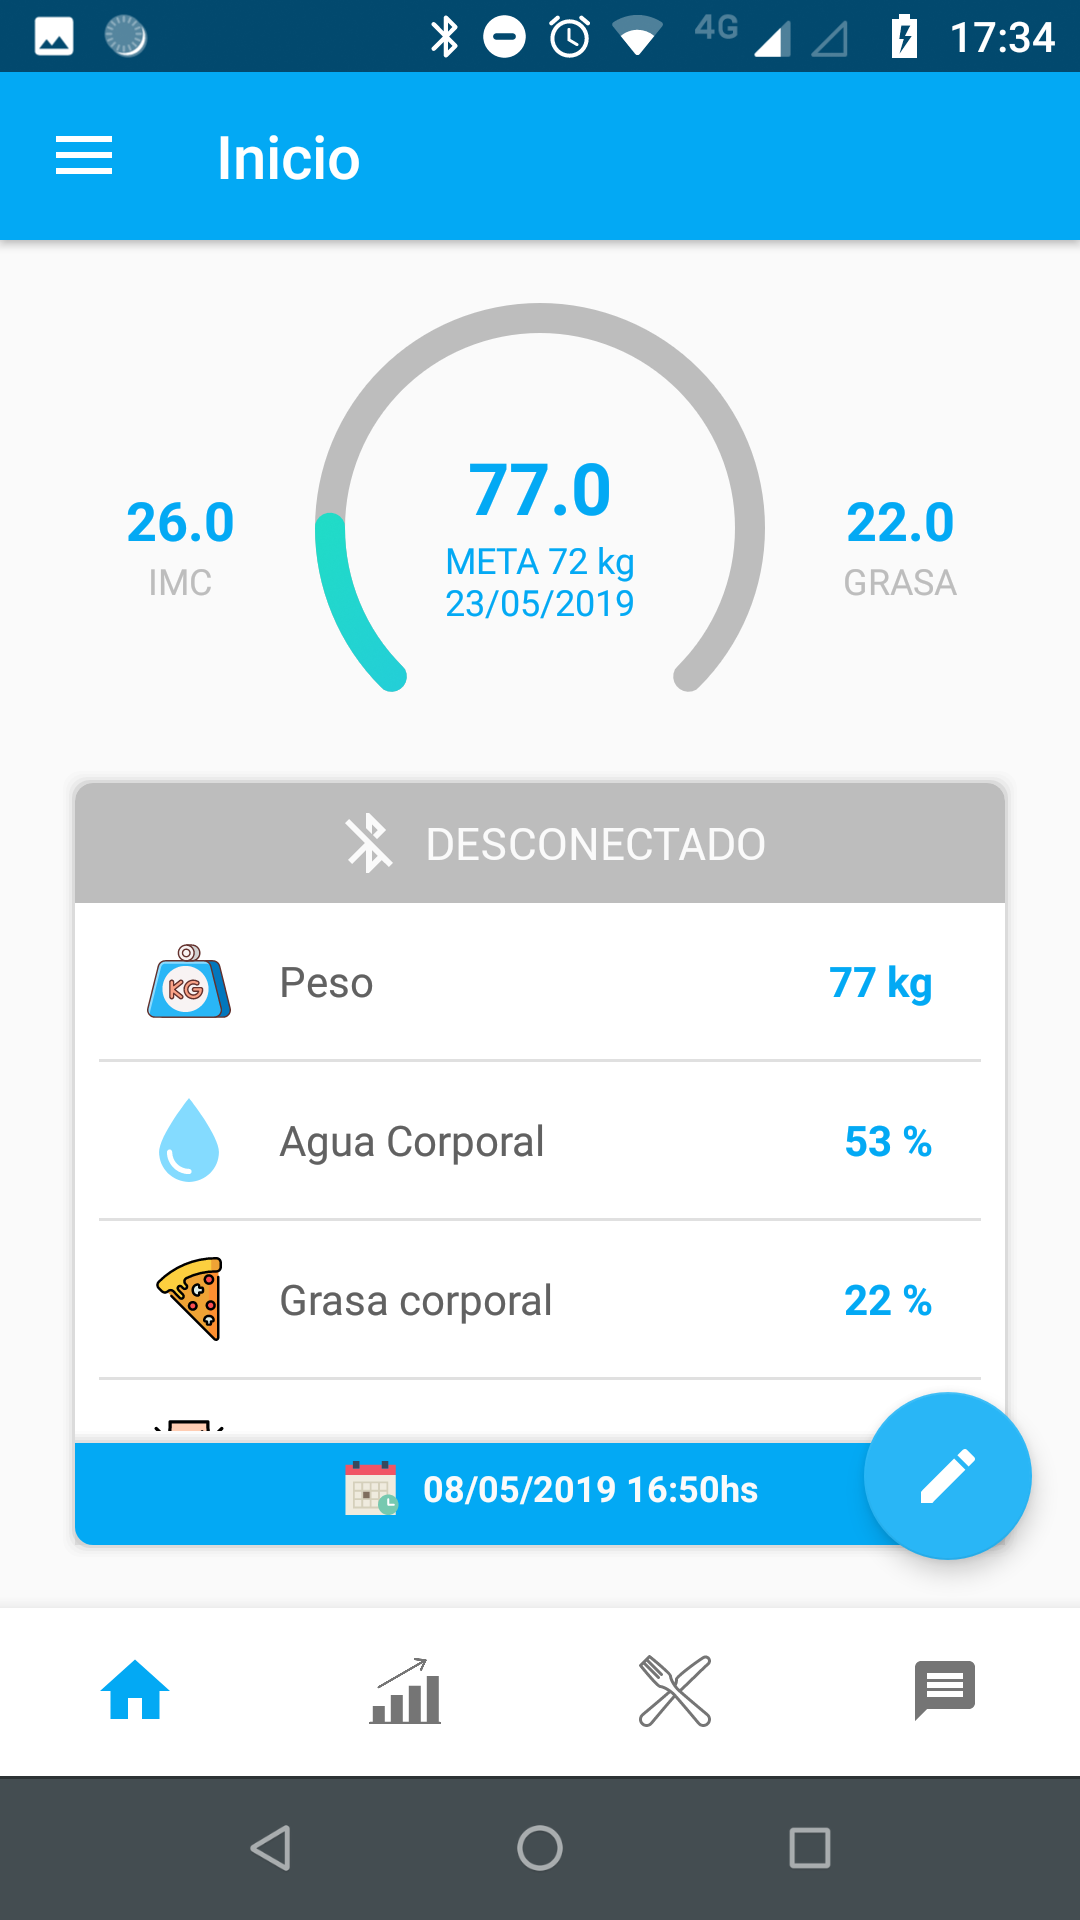 4G 17:34
Inicio
77.0
META 72 kg
23/05/2019
26.0
IMC
22.0
GRASA
DESCONECTADO
KG Peso 77 kg
Agua Corporal 53 %
Grasa corporal 22 %
08/05/2019 16:50hs